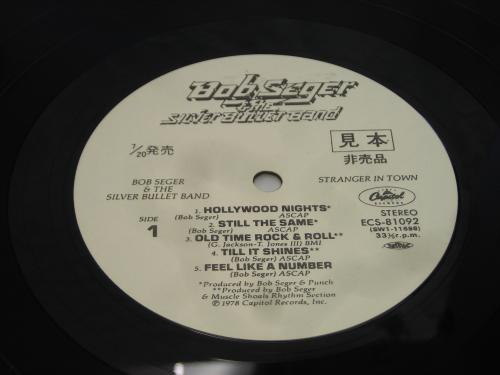 Bob Seger
& the
Silver Bullet Band
7/20発売
見本
非売品
BOB SEGER
& THE
SILVER BULLET BAND
STRANGER IN TOWN
Capitol
RECORDS
SIDE
1
STEREO
ECS-81092
(SW1-11698)
33⅓ r.p.m.
1. HOLLYWOOD NIGHTS*
(Bob Seger) ASCAP
2. STILL THE SAME*
(Bob Seger) ASCAP
3. OLD TIME ROCK & ROLL**
(G. Jackson-T. Jones III) BMI
4. TILL IT SHINES**
(Bob Seger) ASCAP
5. FEEL LIKE A NUMBER
(Bob Seger) ASCAP
*Produced by Bob Seger & Punch
**Produced by Bob Seger
& Muscle Shoals Rhythm Section
℗1978 Capitol Records, Inc.